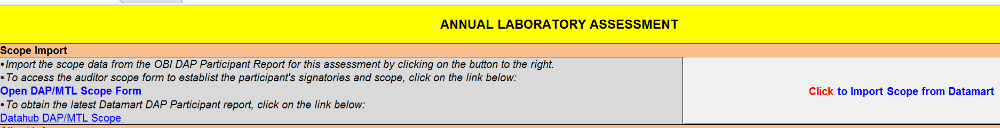 ANNUAL LABORATORY ASSESSMENT
Scope Import
•Import the scope data from the OBI DAP Participant Report for this assessment by clicking on the button to the right.
•To access the auditor scope form to establist the participant's signatories and scope, click on the link below:
Open DAP/MTL Scope Form
•To obtain the latest Datamart DAP Participant report, click on the link below:
Datahub DAP/MTL Scope
Click to Import Scope from Datamart